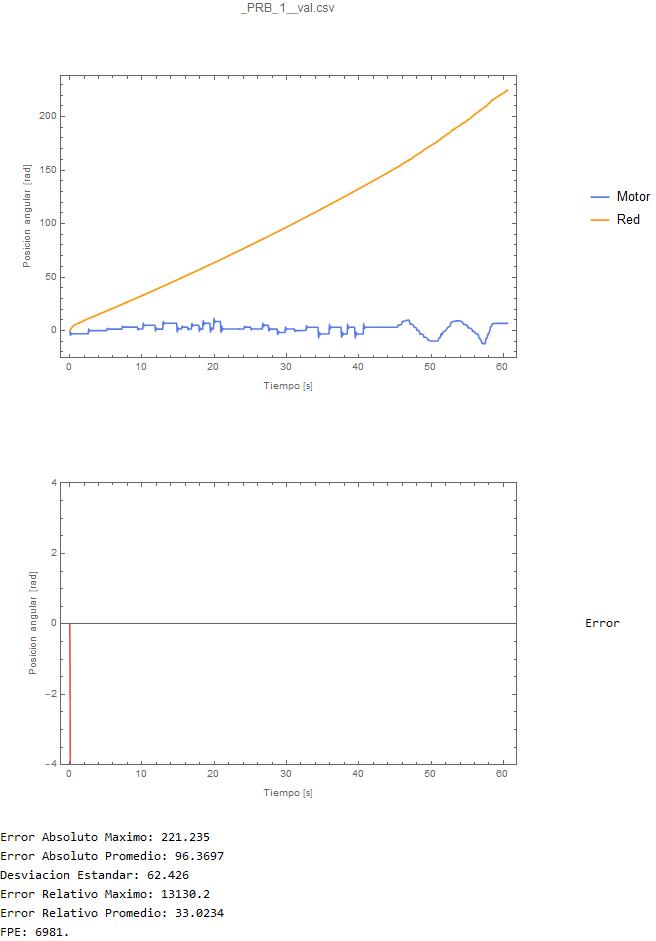 _PRB_1__val.csv
200
150
100
50
0
Posicion angular [rad]
0 10 20 30 40 50 60
Tiempo [s]
Motor
Red
4
2
0
−2
−4
Posicion angular [rad]
0 10 20 30 40 50 60
Tiempo [s]
Error
Error Absoluto Maximo: 221.235
Error Absoluto Promedio: 96.3697
Desviacion Estandar: 62.426
Error Relativo Maximo: 13130.2
Error Relativo Promedio: 33.0234
FPE: 6981.